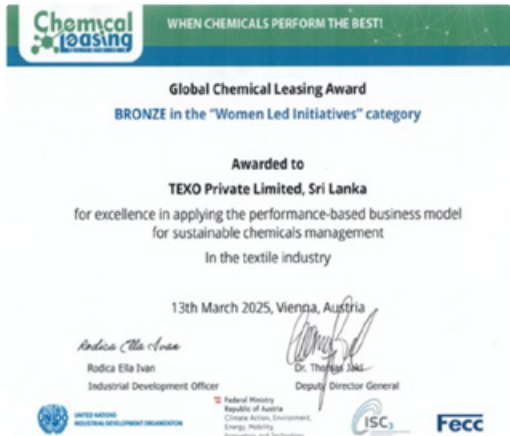 Chemical
Leasing
WHEN CHEMICALS PERFORM THE BEST!
Global Chemical Leasing Award
BRONZE in the "Women Led Initiatives" category
Awarded to
TEXO Private Limited, Sri Lanka
for excellence in applying the performance-based business model
for sustainable chemicals management
In the textile industry
13th March 2025, Vienna, Austria
Rodica Ella Ivan
Rodica Ella Ivan
Dr. Thomas
Industrial Development Officer
Deputy Director General
UNITED NATIONS
INDUSTRIAL DEVELOPMENT ORGANIZATION
Federal Ministry
Republic of Austria
Climate Action, Environment,
Energy, Mobility,
Innovation and Technology
ISC3
Fecc